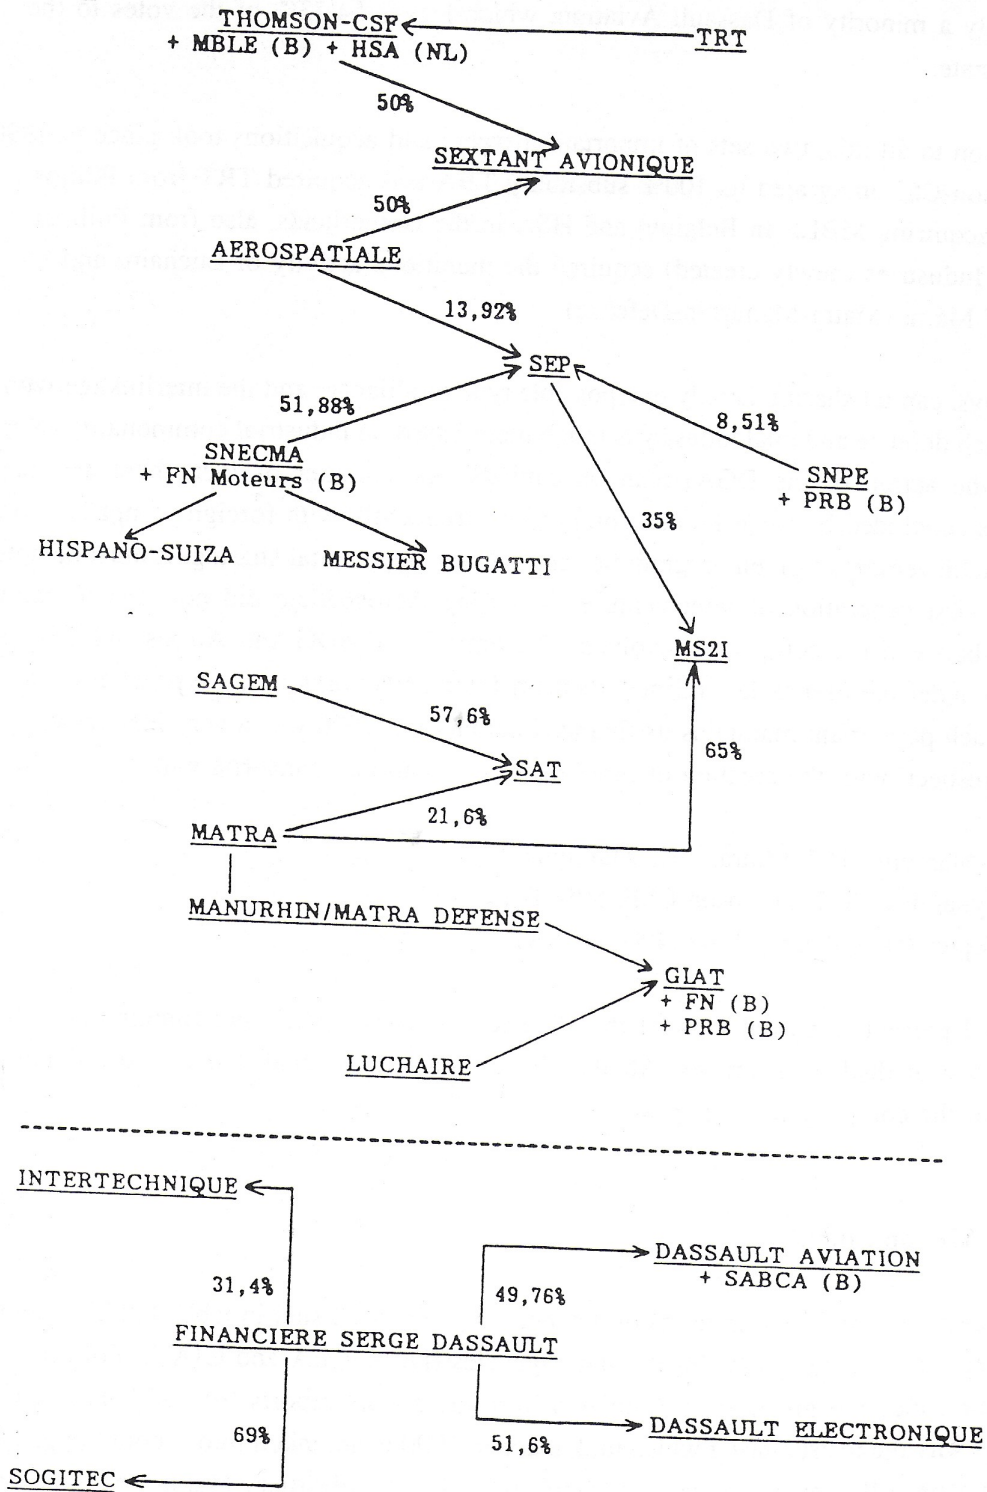 THOMSON-CSF
TRT
+ MBLE (B) + HSA (NL)
50%
SEXTANT AVIONIQUE
50%
AEROSPATIALE
13,92%
SEP
51,88%
8,51%
SNECMA
+ FN Moteurs (B)
SNPE
+ PRB (B)
35%
HISPANO-SUIZA
MESSIER BUGATTI
MS2I
SAGEM
57,6%
65%
SAT
21,6%
MATRA
MANURHIN/MATRA DEFENSE
GIAT
+ FN (B)
+ PRB (B)
LUCHAIRE
INTERTECHNIQUE
DASSAULT AVIATION
+ SABCA (B)
31,4%
49,76%
FINANCIERE SERGE DASSAULT
DASSAULT ELECTRONIQUE
69%
51,6%
SOGITEC